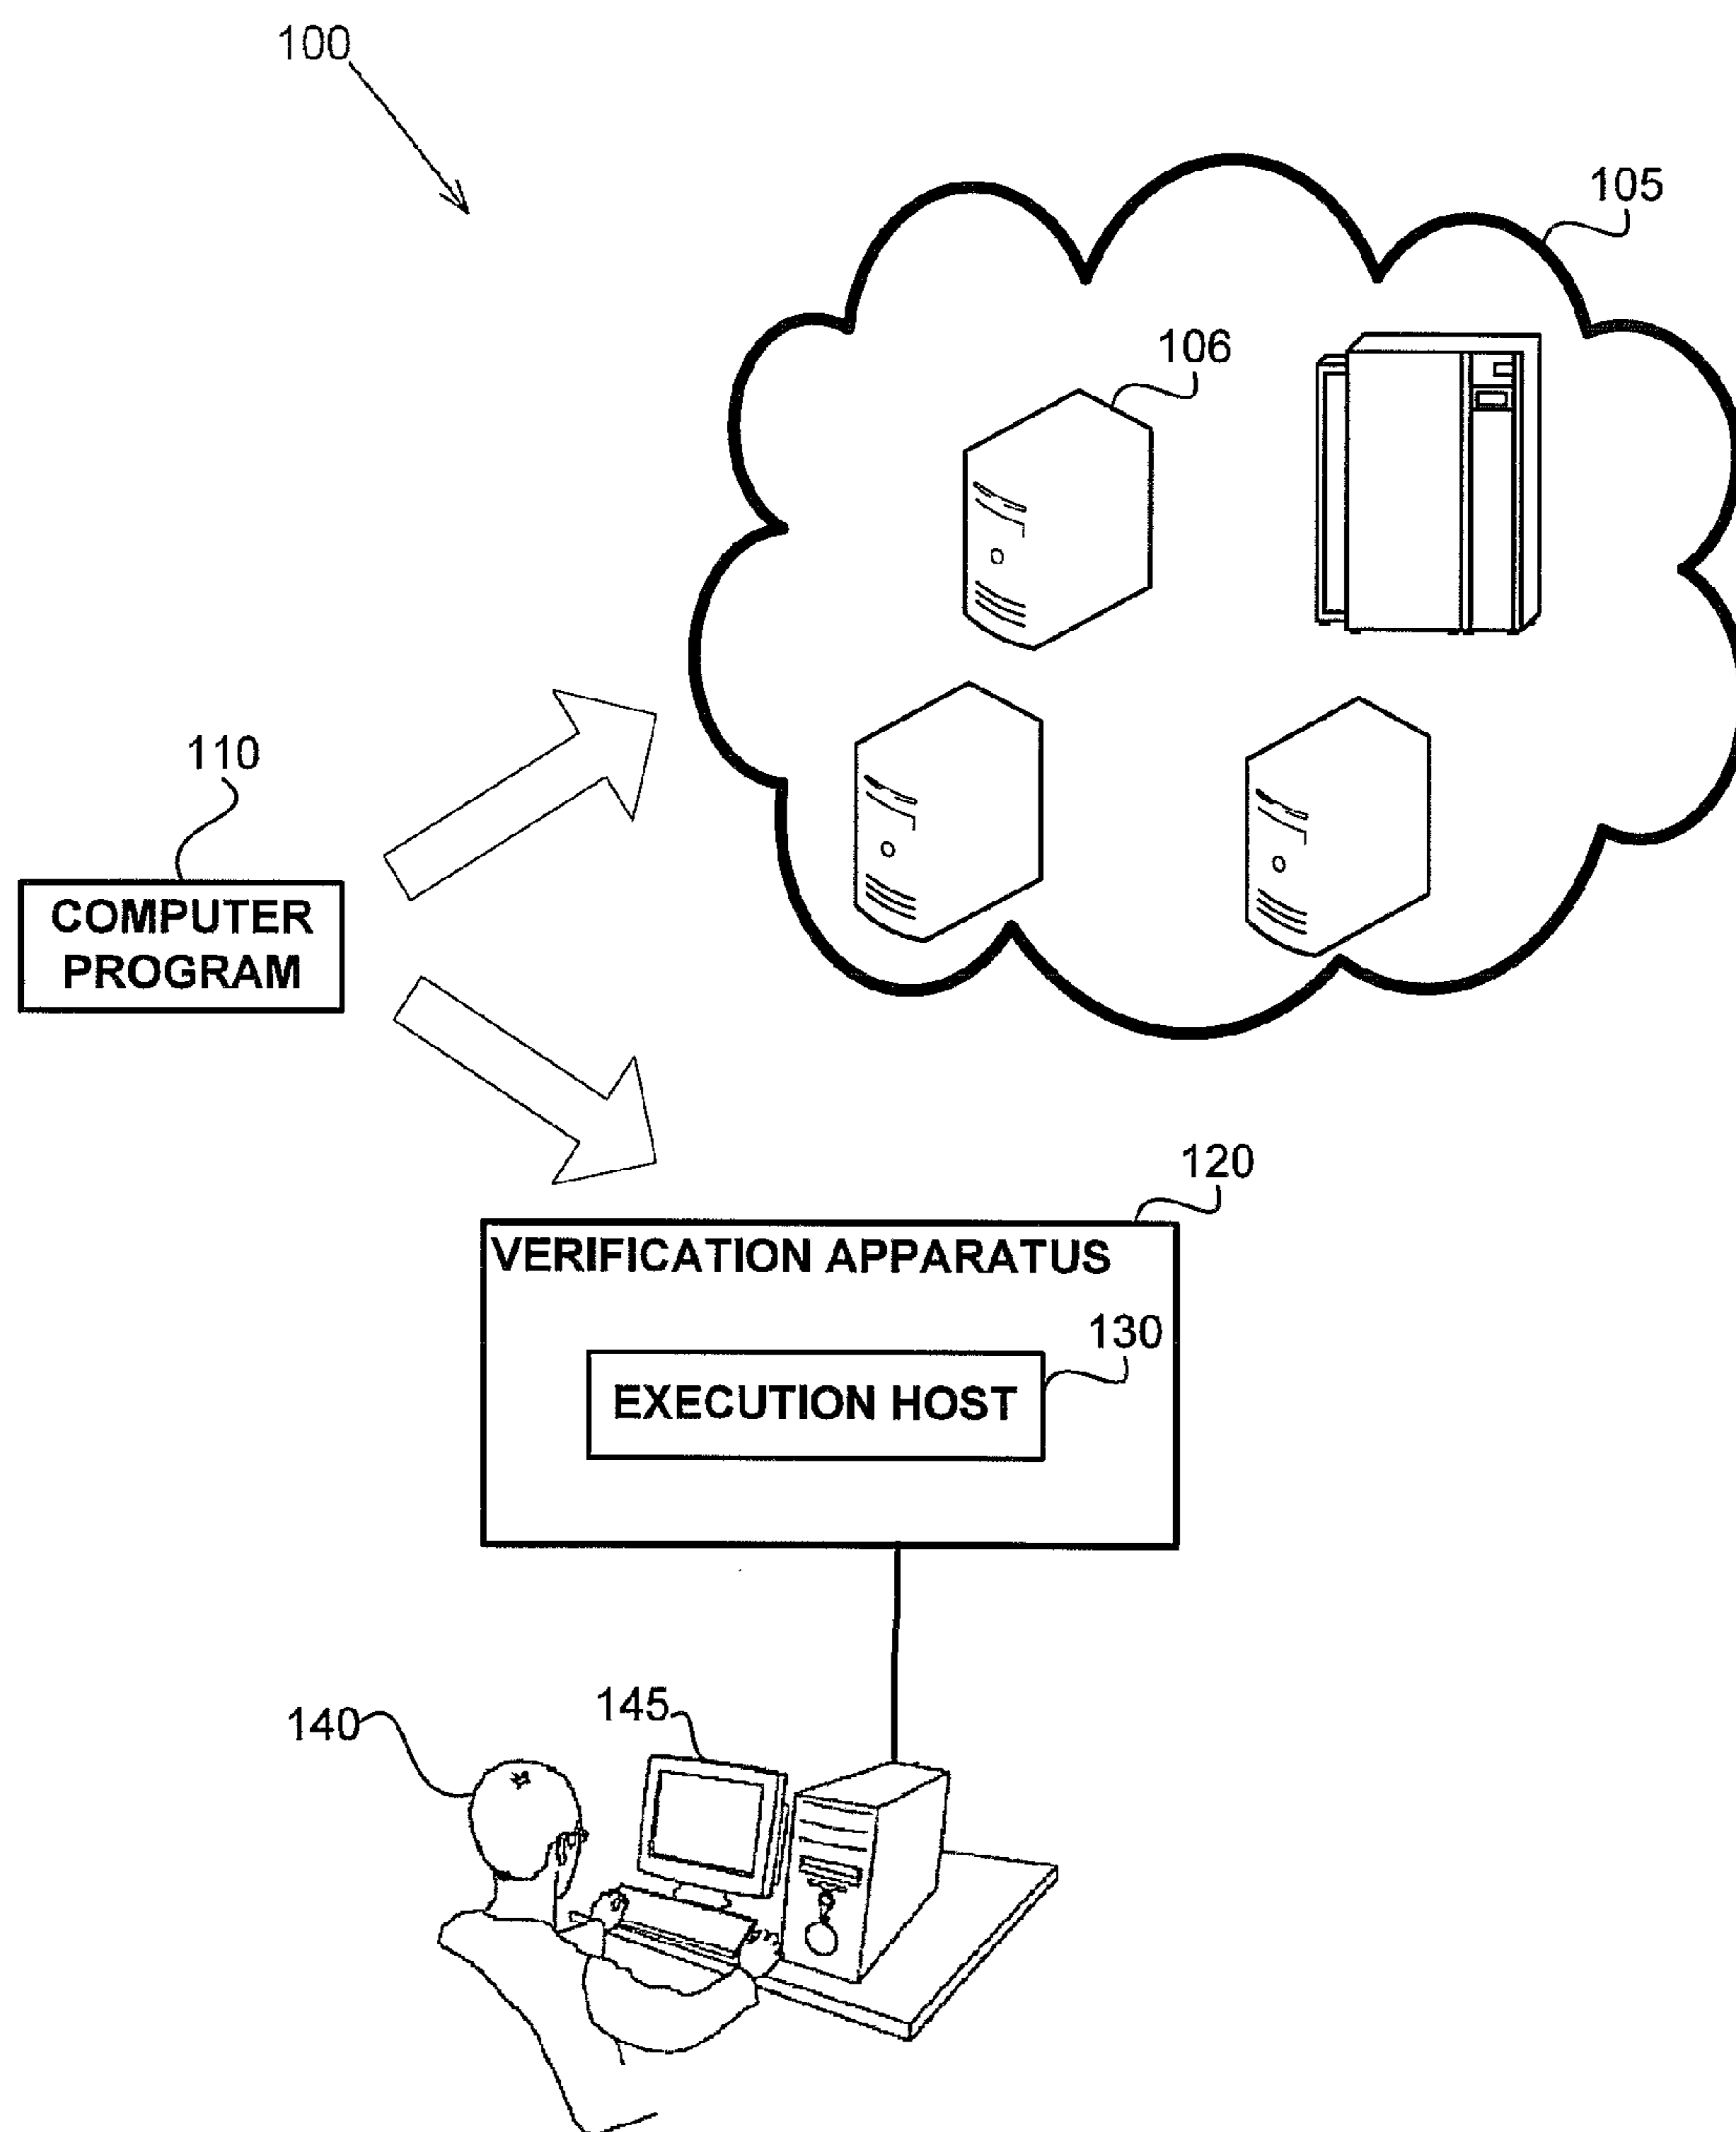 100
105
106
110
COMPUTER
PROGRAM
120
VERIFICATION APPARATUS
130
EXECUTION HOST
140
145